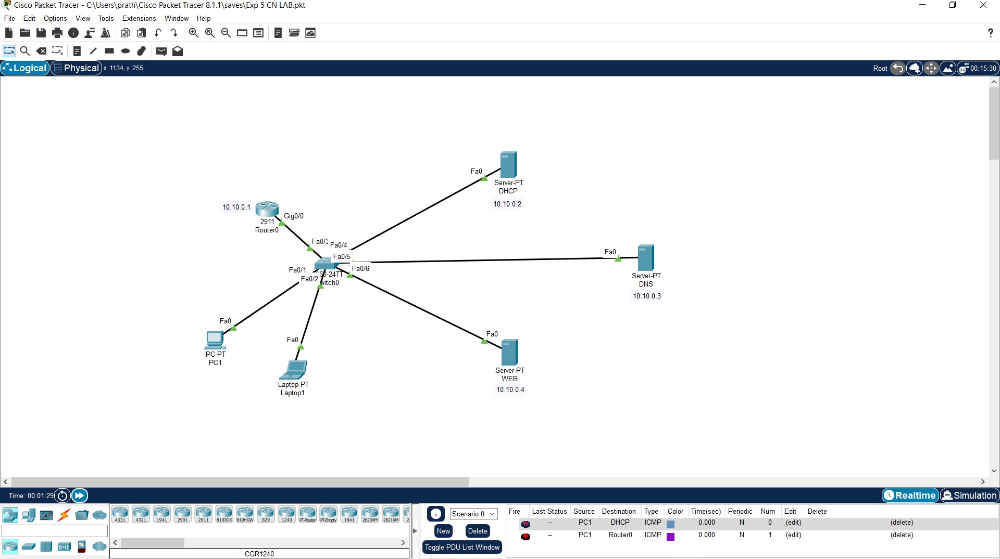 Cisco Packet Tracer - C:\Users\prath\Cisco Packet Tracer 8.1.1\saves\Exp 5 CN LAB.pkt
File Edit Options View Tools Extensions Window Help
?
Logical Physical x: 1134, y: 255 Root 00:15:30
Fa0
Server-PT
DHCP
10.10.0.2
10.10.0.1
Gig0/0
2911
Router0
Fa0/3 Fa0/4
Fa0/5
Fa0/6
Fa0/1
Fa0/2
60-24TT
witch0
Fa0
Server-PT
DNS
10.10.0.3
Fa0
PC-PT
PC1
Fa0
Laptop-PT
Laptop1
Fa0
Server-PT
WEB
10.10.0.4
Time: 00:01:29 Realtime Simulation
4331 4321 1941 2901 2911 819IOX 819HGW 829 1240 PT-Router PT-Empty 1841 2620XM 2621XM 2
CGR1240
Scenario 0
New Delete
Toggle PDU List Window
Fire Last Status Source Destination Type Color Time(sec) Periodic Num Edit Delete
-- PC1 DHCP ICMP 0.000 N 0 (edit) (delete)
-- PC1 Router0 ICMP 0.000 N 1 (edit) (delete)